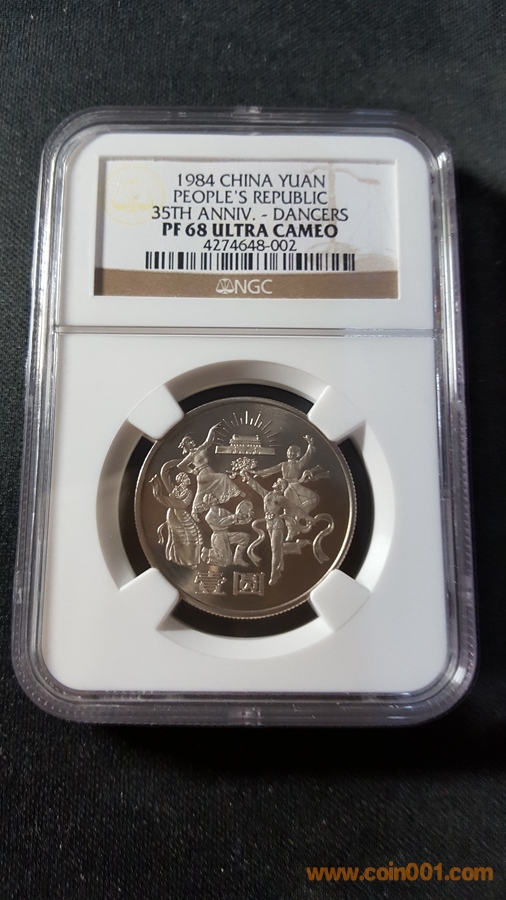 1984 CHINA YUAN
PEOPLE'S REPUBLIC
35TH ANNIV. - DANCERS
PF 68 ULTRA CAMEO
4274648-002
NGC
壹圆
www.coin001.com